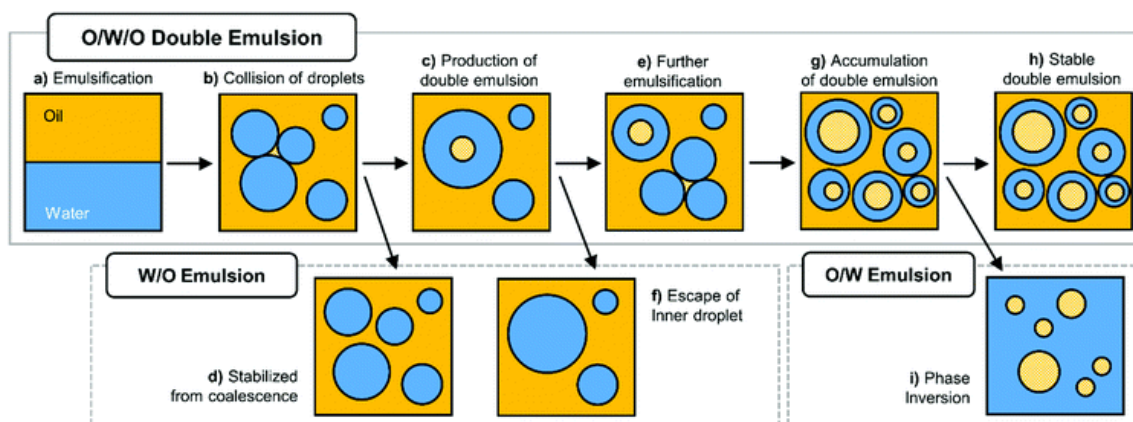 O/W/O Double Emulsion
a) Emulsification
b) Collision of droplets
c) Production of
double emulsion
e) Further
emulsification
g) Accumulation
of double emulsion
h) Stable
double emulsion
Oil
Water
W/O Emulsion
d) Stabilized
from coalescence
f) Escape of
Inner droplet
O/W Emulsion
i) Phase
Inversion